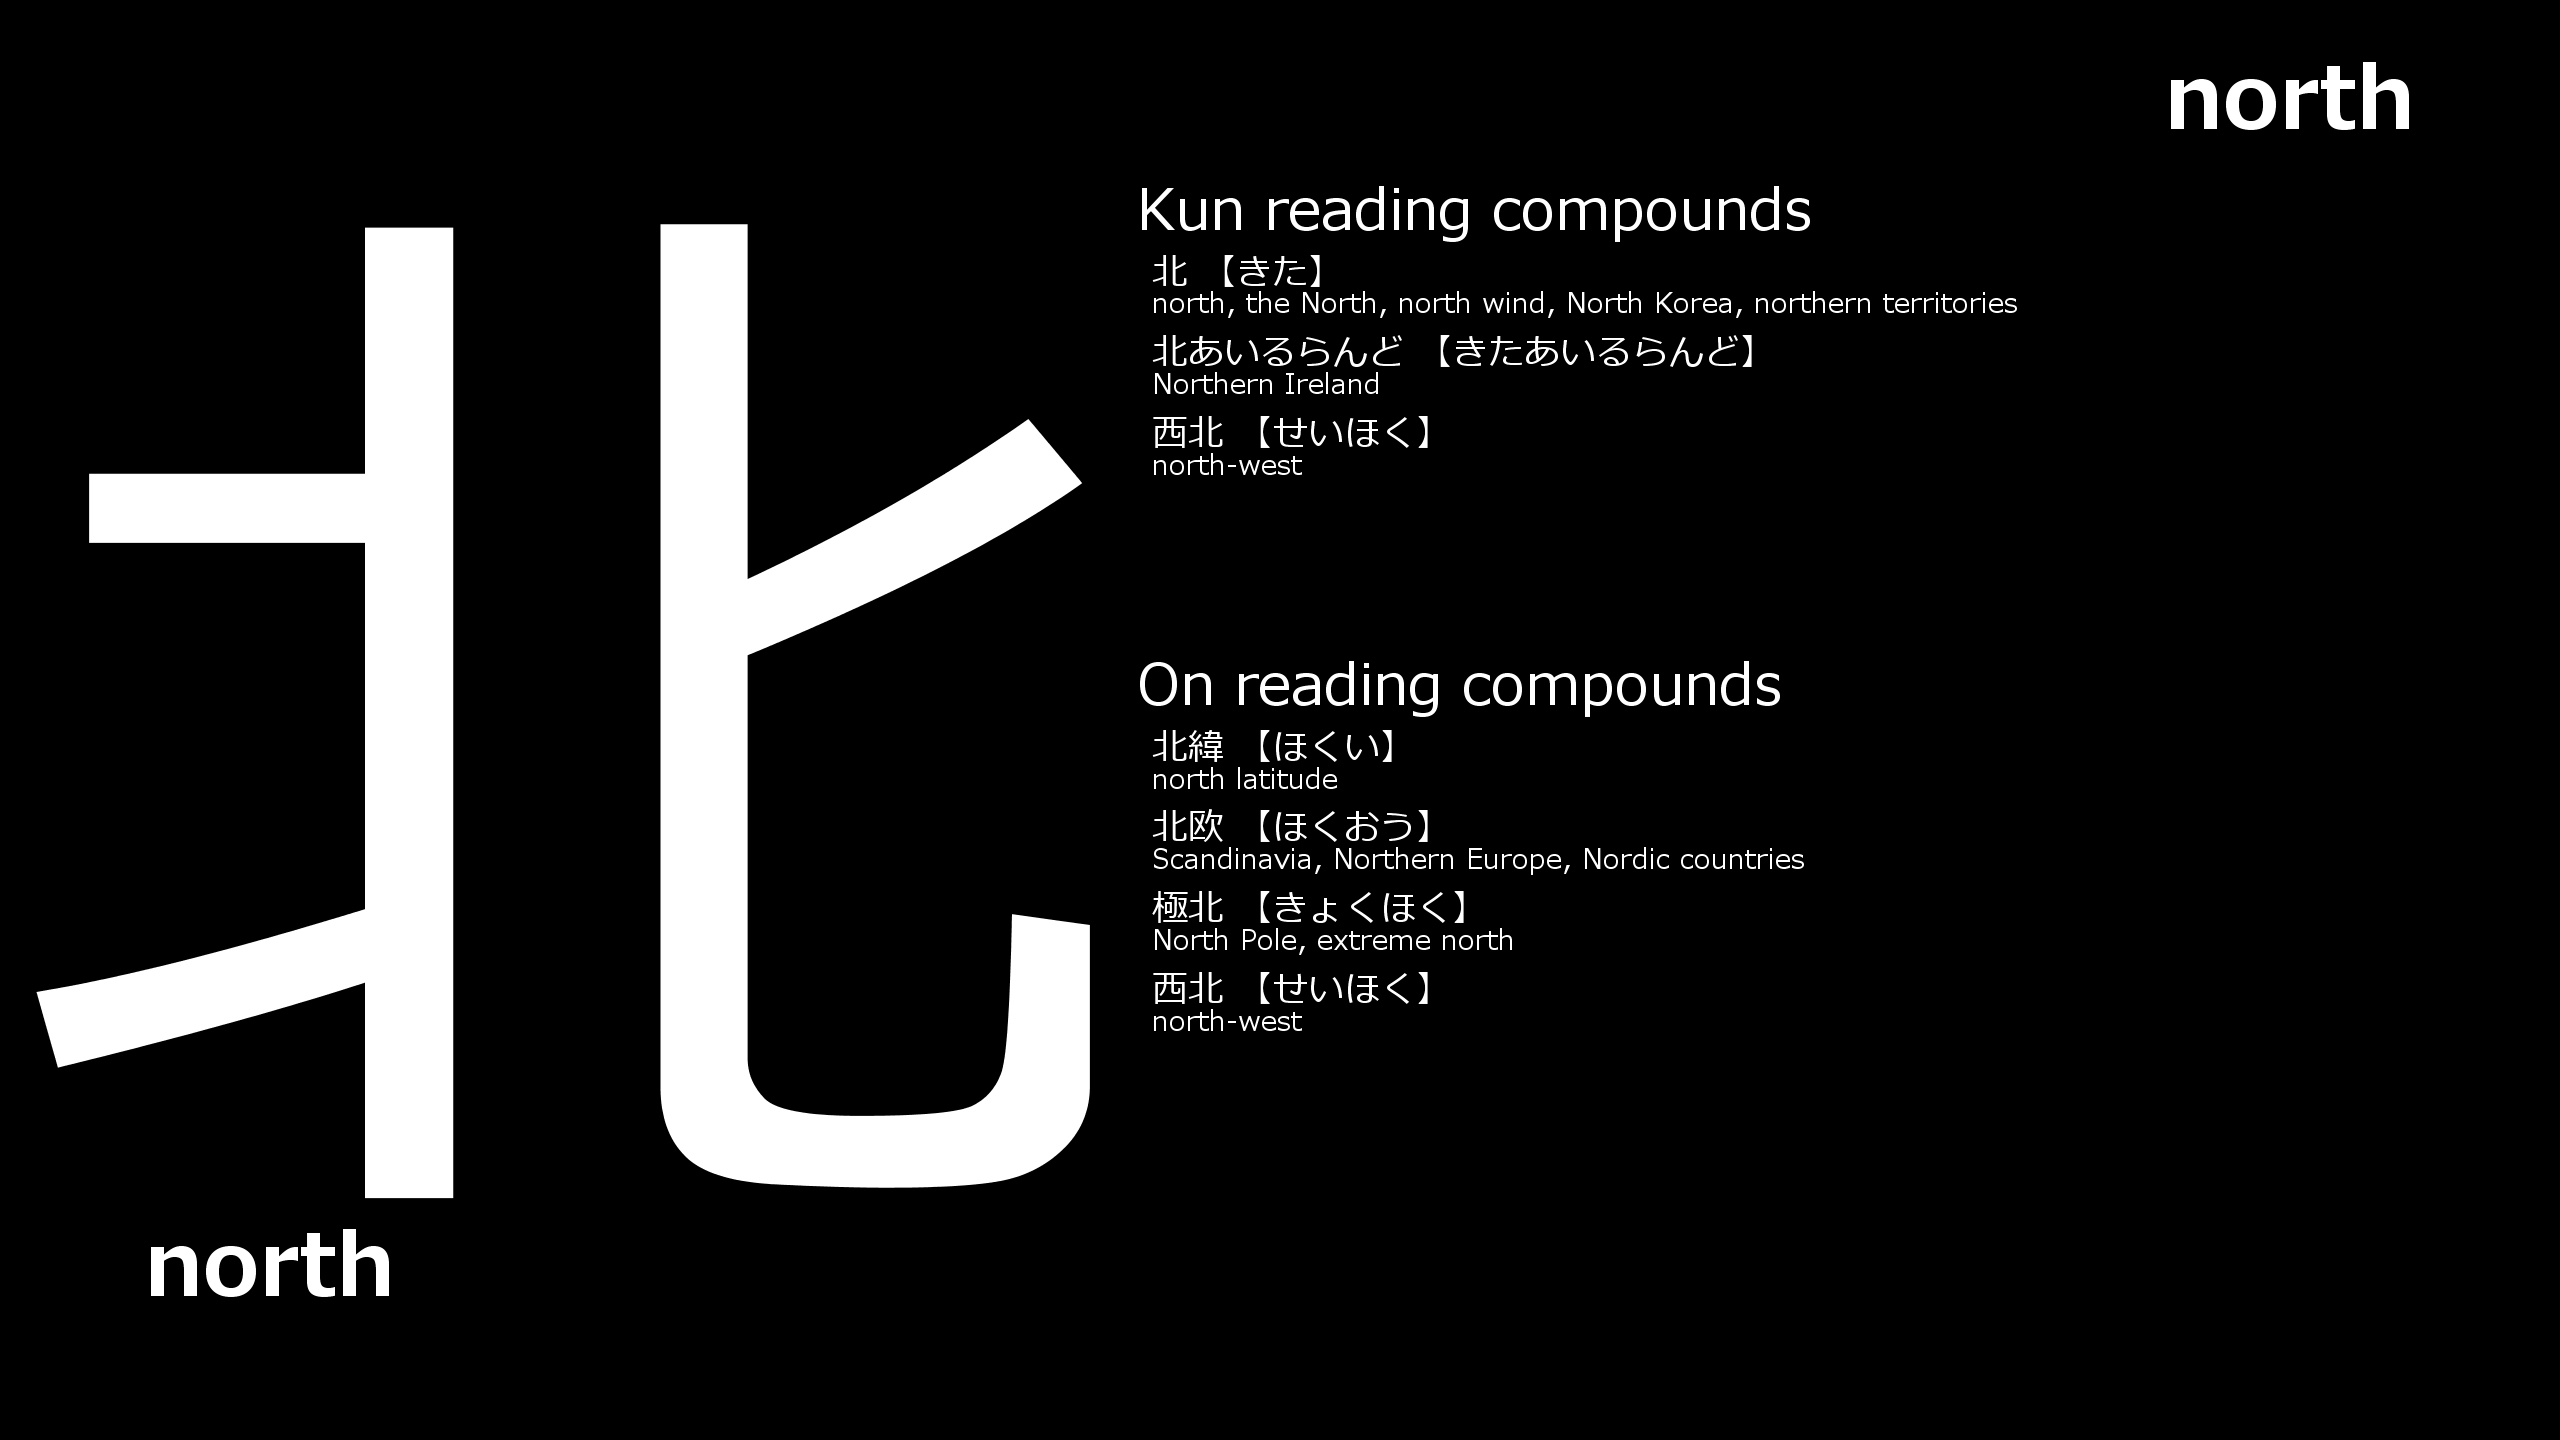 north
北
Kun reading compounds
北 【きた】
north, the North, north wind, North Korea, northern territories
北あいるらんど 【きたあいるらんど】
Northern Ireland
西北 【せいほく】
north-west
On reading compounds
北緯 【ほくい】
north latitude
北欧 【ほくおう】
Scandinavia, Northern Europe, Nordic countries
極北 【きょくほく】
North Pole, extreme north
西北 【せいほく】
north-west
north